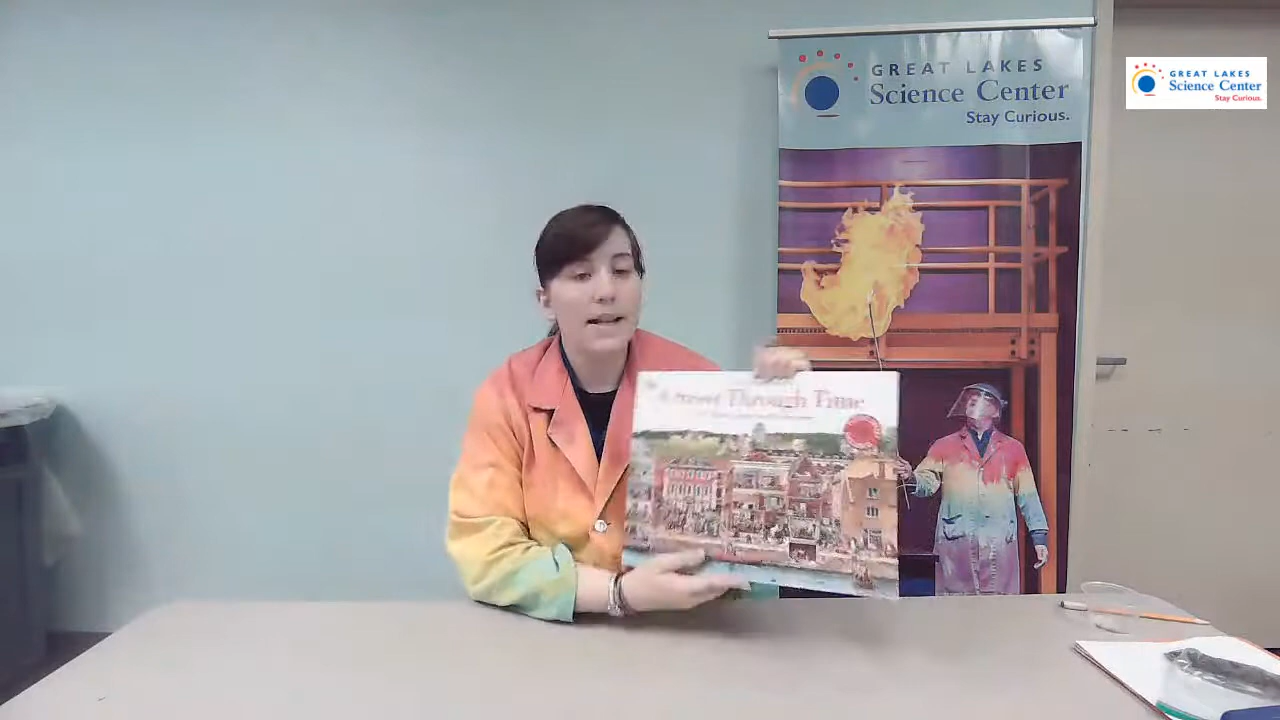 GREAT LAKES
Science Center
Stay Curious.
GREAT LAKES
Science Center
Stay Curious.
A Street Through Time